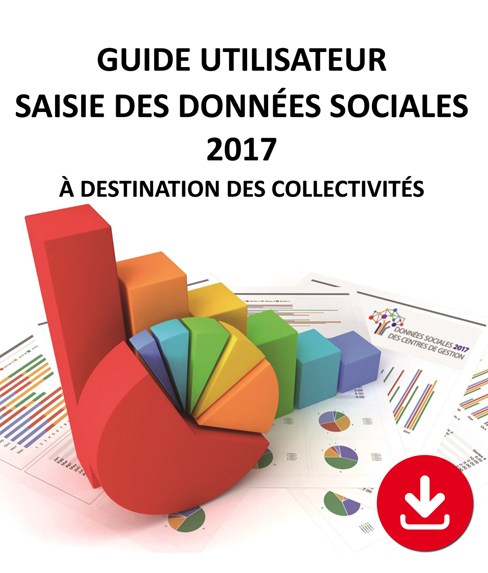 GUIDE UTILISATEUR
SAISIE DES DONNÉES SOCIALES
2017
À DESTINATION DES COLLECTIVITÉS
DONNÉES SOCIALES 2017
DES CENTRES DE GESTION